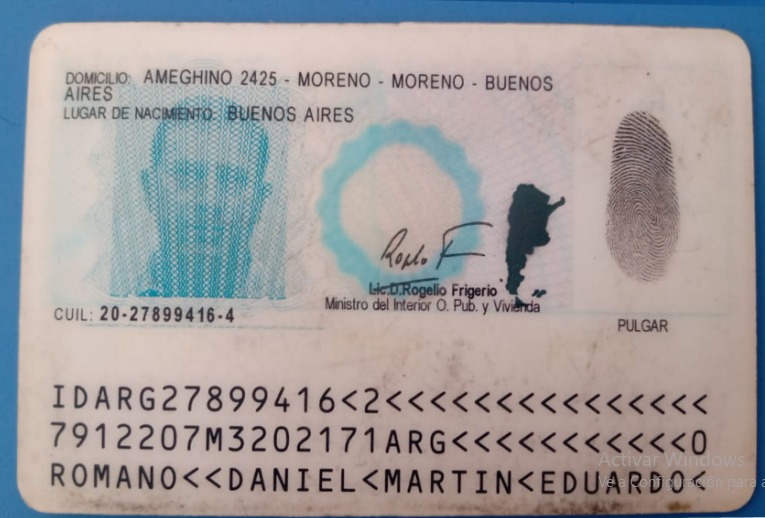 DOMICILIO: AMEGHINO 2425 - MORENO - MORENO - BUENOS
AIRES
LUGAR DE NACIMIENTO: BUENOS AIRES
Lic.D.Rogelio Frigerio
Ministro del Interior O. Pub. y Vivienda
CUIL: 20-27899416-4
PULGAR
IDARG27899416<2<<<<<<<<<<<<<<<
7912207M3202171ARG<<<<<<<<<<<0
ROMANO<<DANIEL<MARTIN<EDUARDO<
Activar Windows
Ve a Configuración para a